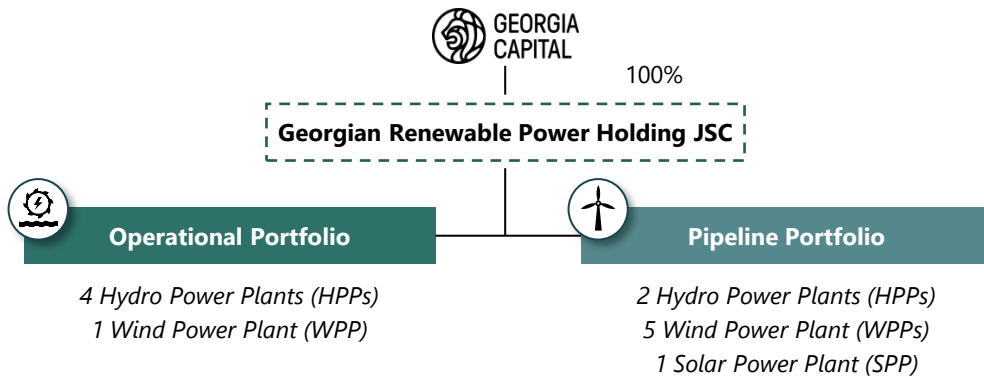 GEORGIA
CAPITAL
100%
Georgian Renewable Power Holding JSC
Operational Portfolio
4 Hydro Power Plants (HPPs)
1 Wind Power Plant (WPP)
Pipeline Portfolio
2 Hydro Power Plants (HPPs)
5 Wind Power Plant (WPPs)
1 Solar Power Plant (SPP)